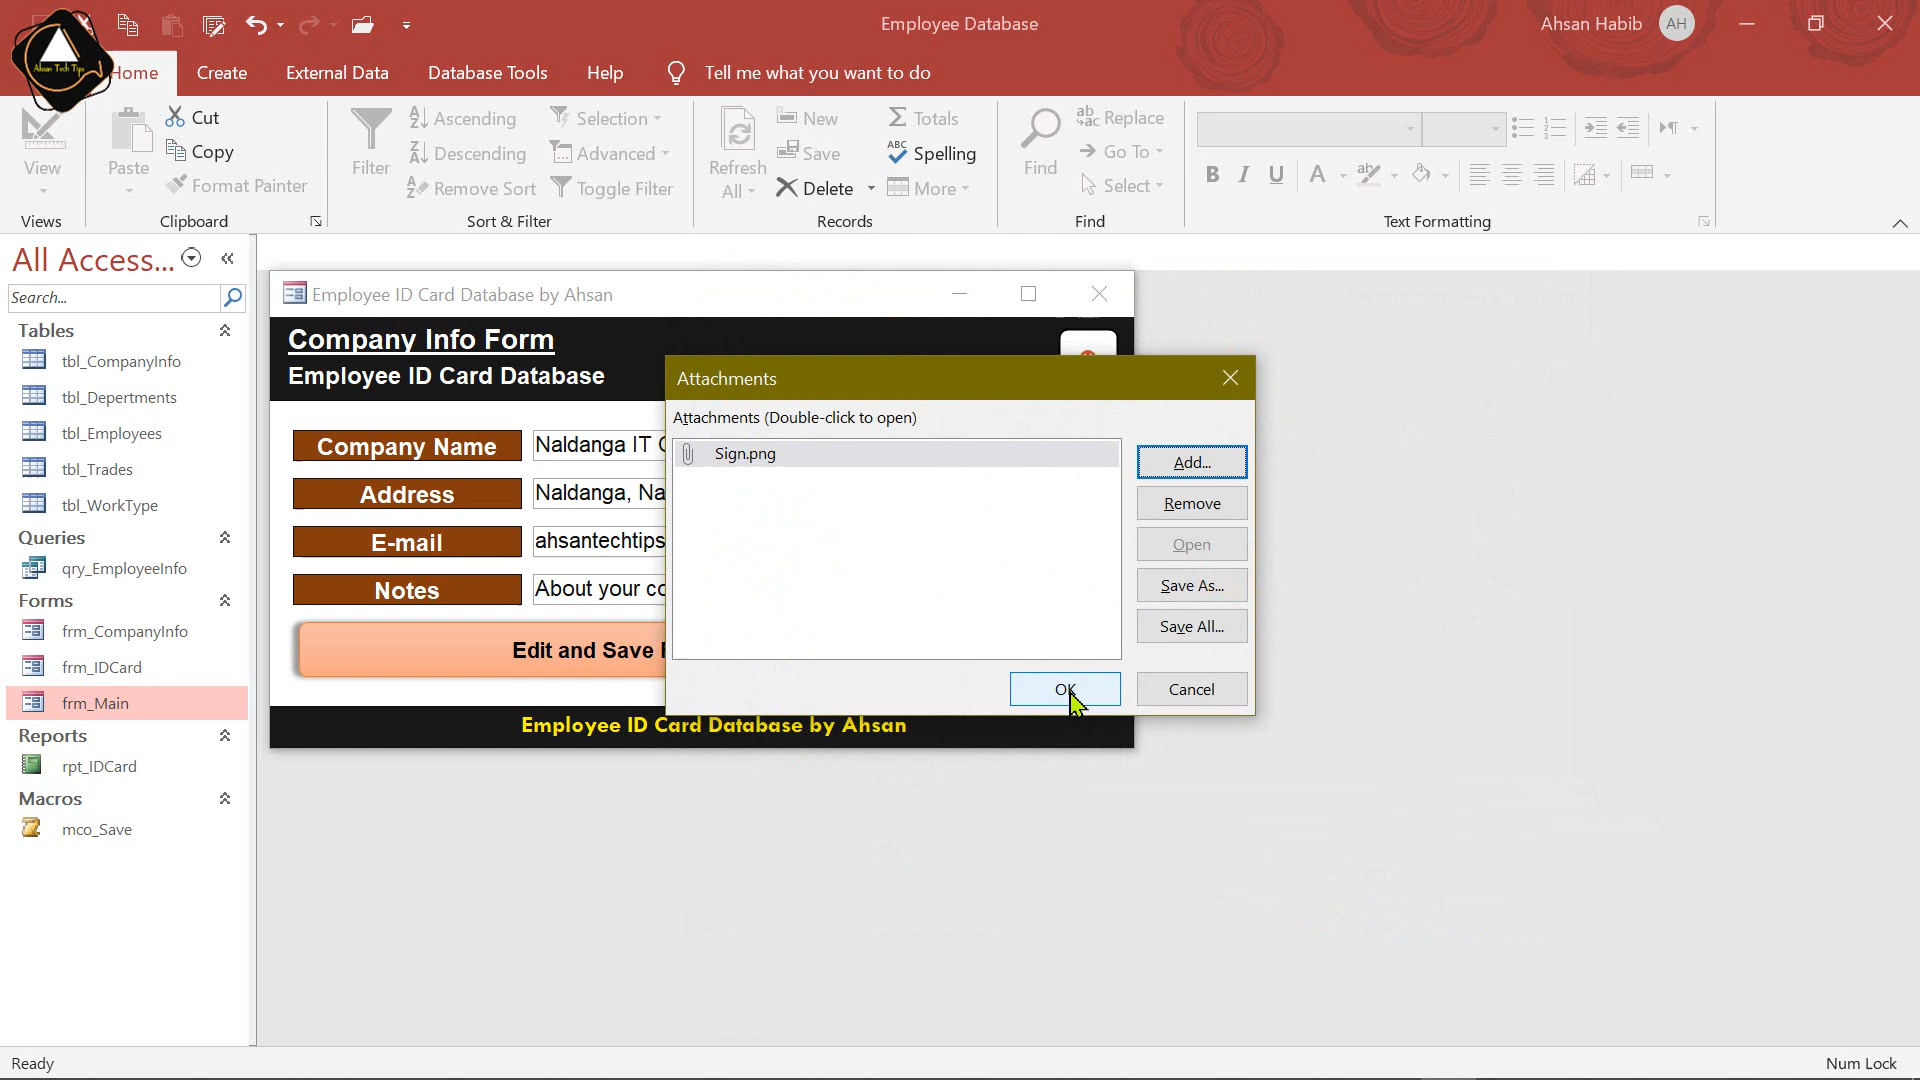 Employee Database
Ahsan Habib
AH
Ahsan Tech Tips
Home
Create
External Data
Database Tools
Help
Tell me what you want to do
View
Views
Paste
Cut
Copy
Format Painter
Clipboard
Filter
Ascending
Descending
Remove Sort
Selection
Advanced
Toggle Filter
Sort & Filter
Refresh
All
New
Save
Delete
Totals
Spelling
More
Records
Find
Replace
Go To
Select
Find
Text Formatting
All Access...
Search...
Tables
tbl_CompanyInfo
tbl_Depertments
tbl_Employees
tbl_Trades
tbl_WorkType
Queries
qry_EmployeeInfo
Forms
frm_CompanyInfo
frm_IDCard
frm_Main
Reports
rpt_IDCard
Macros
mco_Save
Employee ID Card Database by Ahsan
Company Info Form
Employee ID Card Database
Company Name
Naldanga IT
Address
Naldanga, Na
E-mail
ahsantechtips
Notes
About your co
Edit and Save
Employee ID Card Database by Ahsan
Attachments
Attachments (Double-click to open)
Sign.png
Add...
Remove
Open
Save As...
Save All...
OK
Cancel
Ready
Num Lock